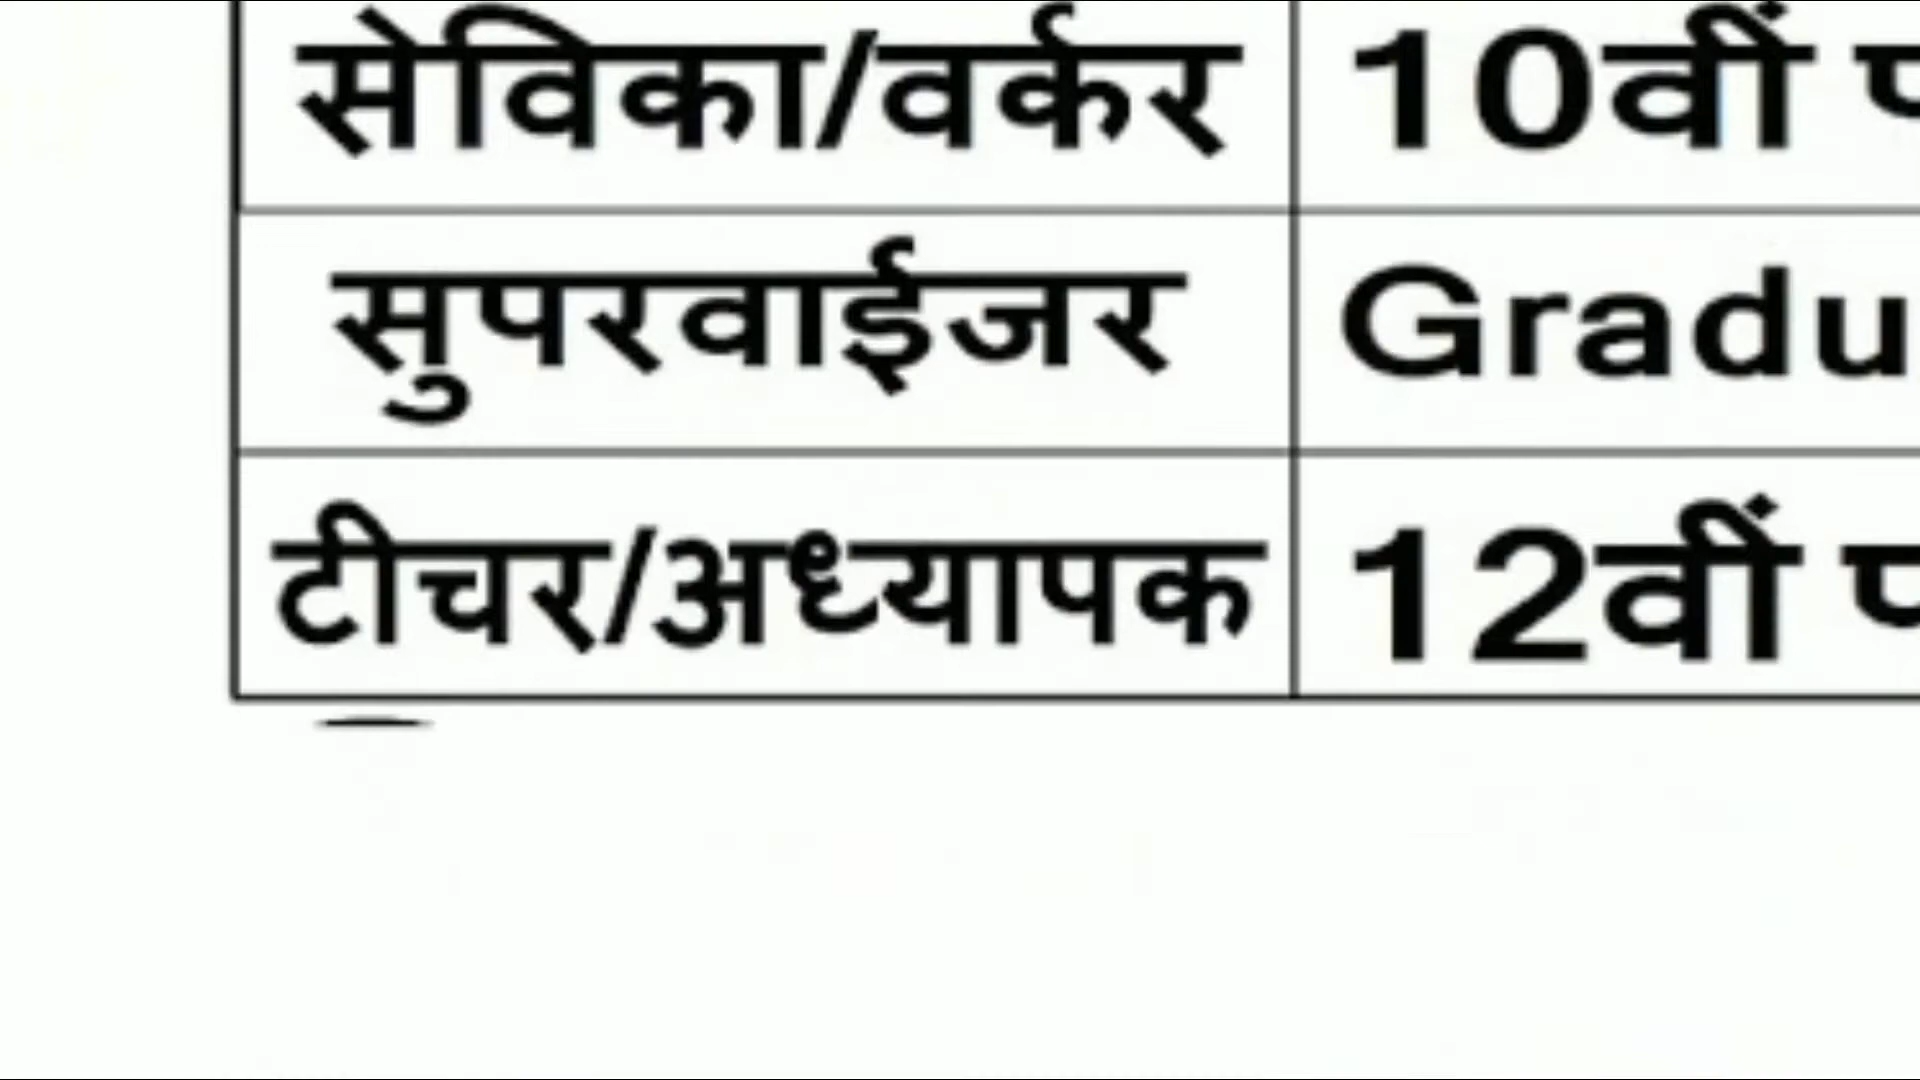 सेविका/वर्कर 10वीं
सुपरवाईजर Gradu
टीचर/अध्यापक 12वीं